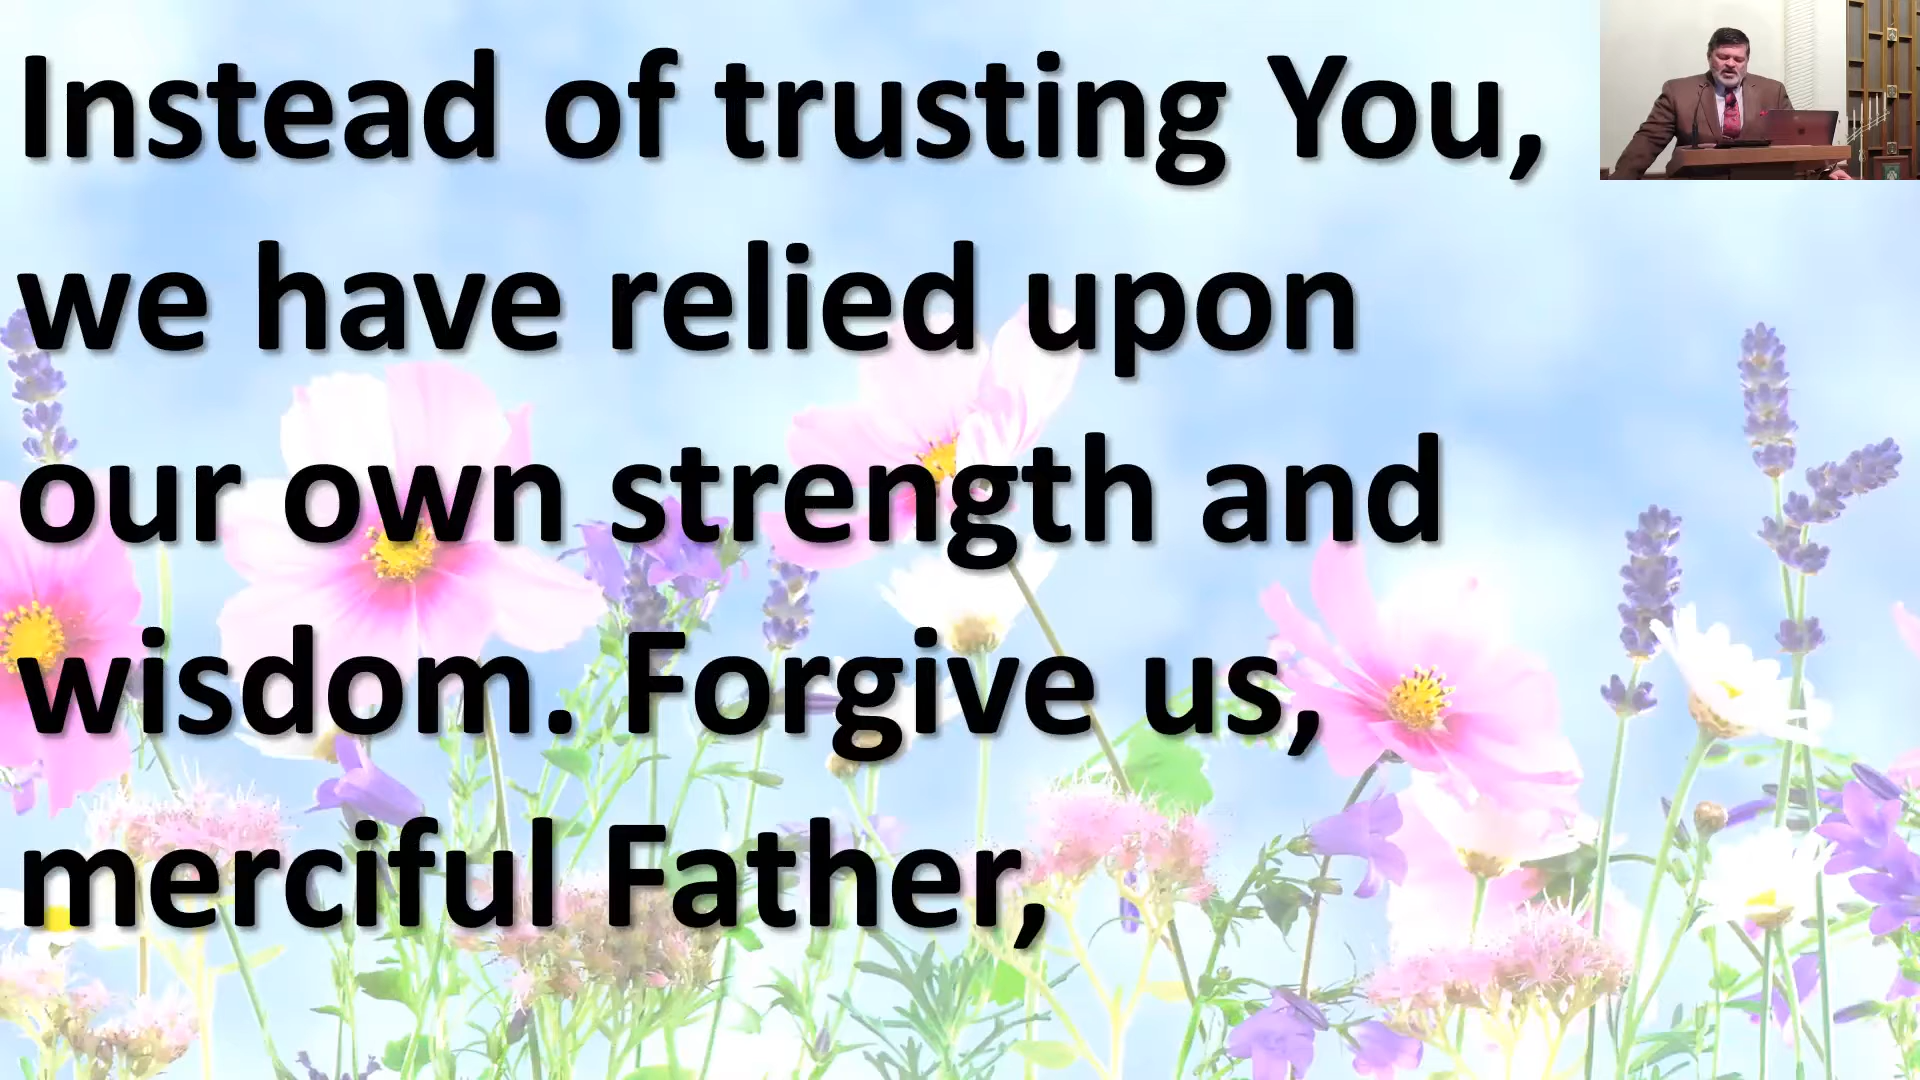 Instead of trusting You,
we have relied upon
our own strength and
wisdom. Forgive us,
merciful Father,